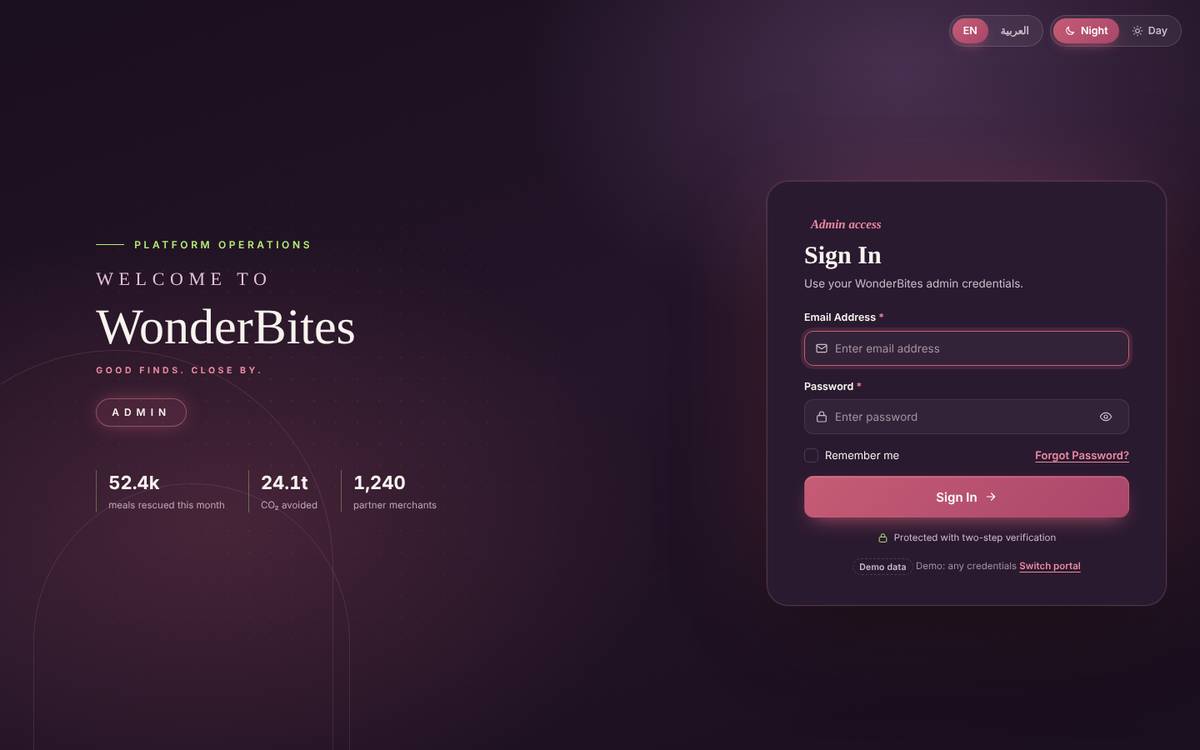 EN العربية Night Day
PLATFORM OPERATIONS
WELCOME TO
WonderBites
GOOD FINDS. CLOSE BY.
ADMIN
52.4k
meals rescued this month
24.1t
CO₂ avoided
1,240
partner merchants
Admin access
Sign In
Use your WonderBites admin credentials.
Email Address *
Enter email address
Password *
Enter password
Remember me Forgot Password?
Sign In →
Protected with two-step verification
Demo data Demo: any credentials Switch portal